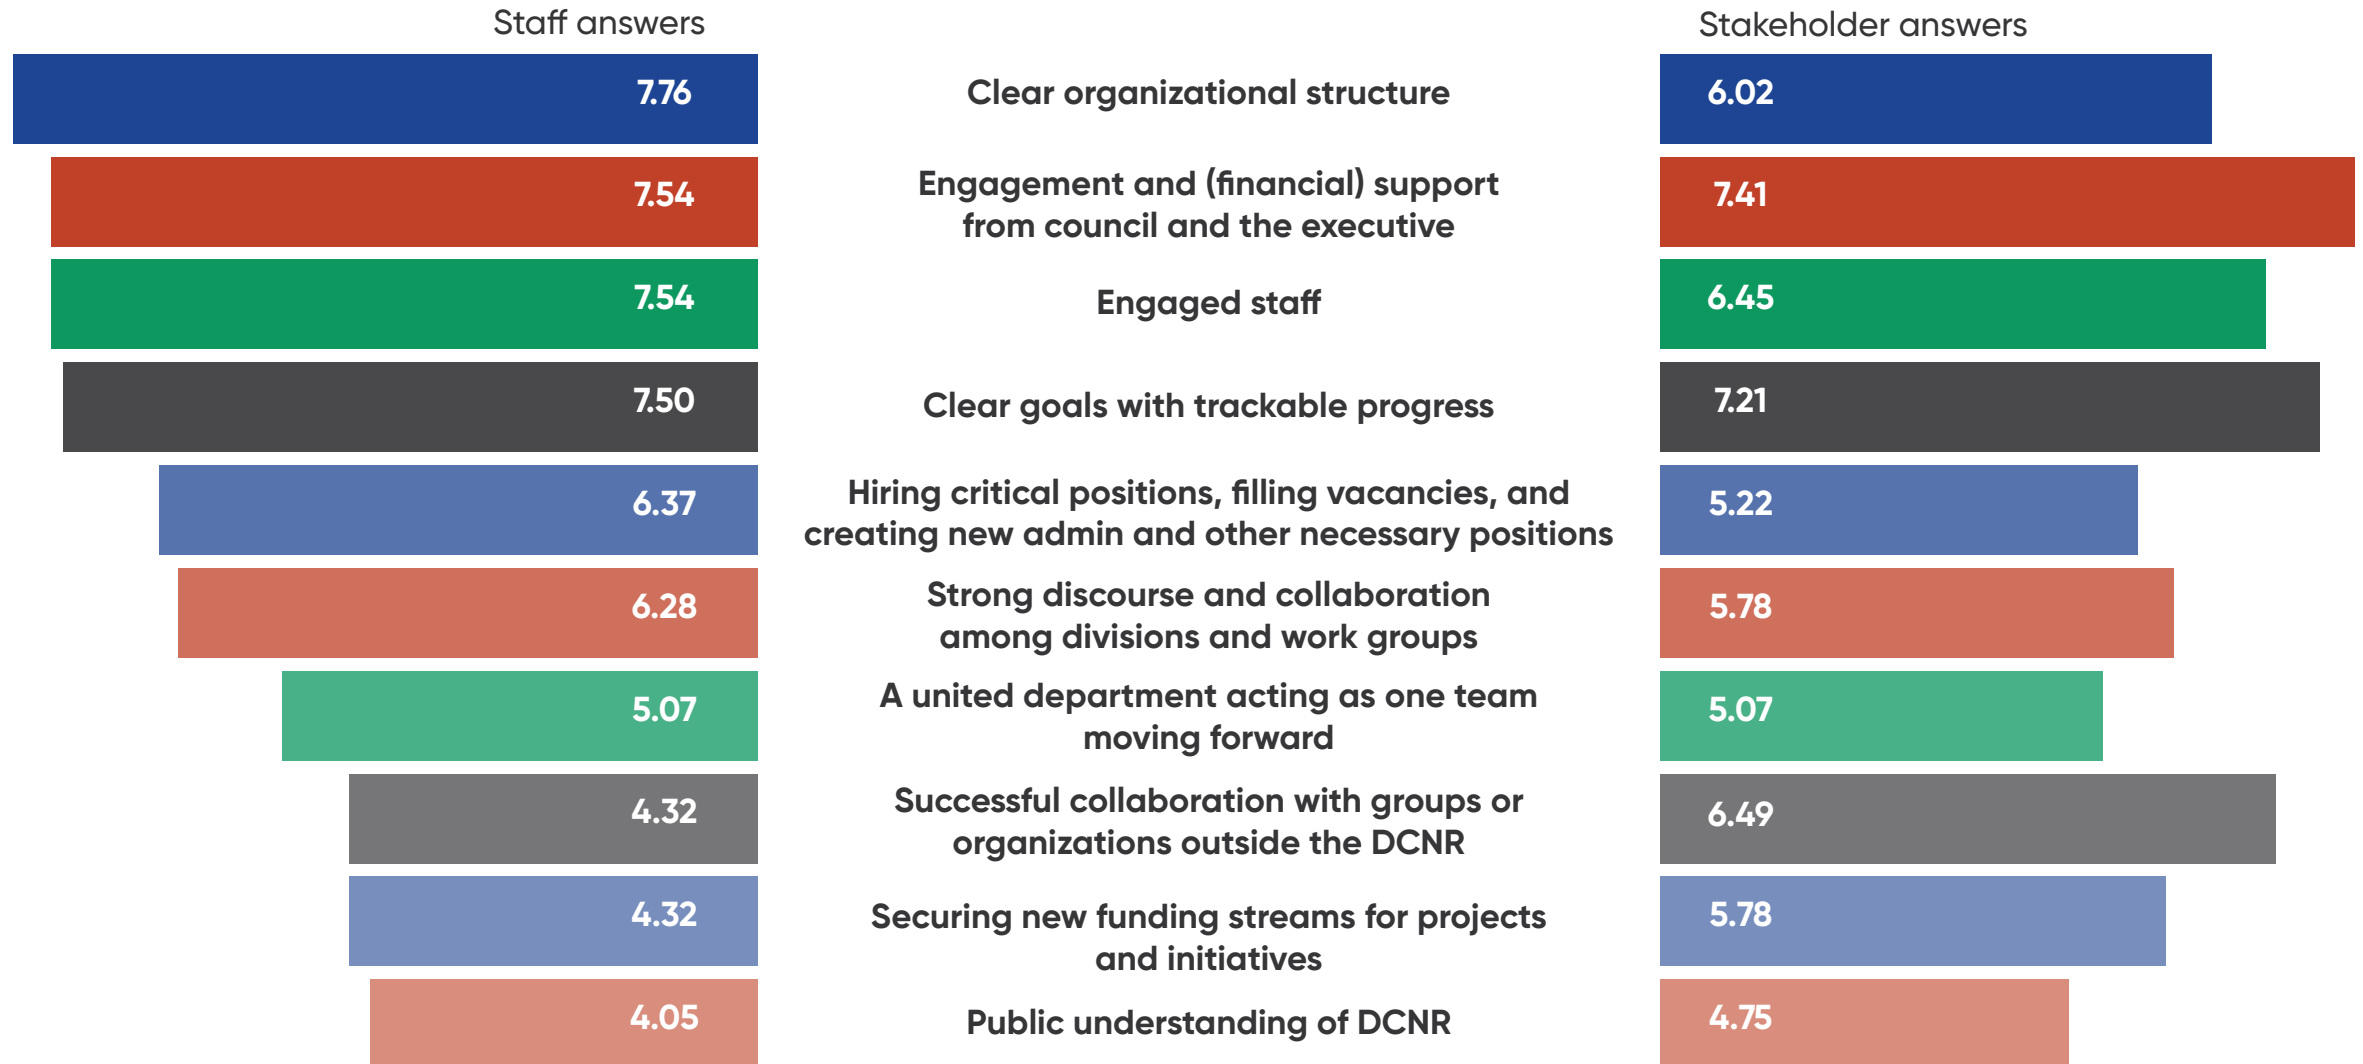 Staff answers
Stakeholder answers
7.76
Clear organizational structure
6.02
7.54
Engagement and (financial) support
from council and the executive
7.41
7.54
Engaged staff
6.45
7.50
Clear goals with trackable progress
7.21
6.37
Hiring critical positions, filling vacancies, and
creating new admin and other necessary positions
5.22
6.28
Strong discourse and collaboration
among divisions and work groups
5.78
5.07
A united department acting as one team
moving forward
5.07
4.32
Successful collaboration with groups or
organizations outside the DCNR
6.49
4.32
Securing new funding streams for projects
and initiatives
5.78
4.05
Public understanding of DCNR
4.75